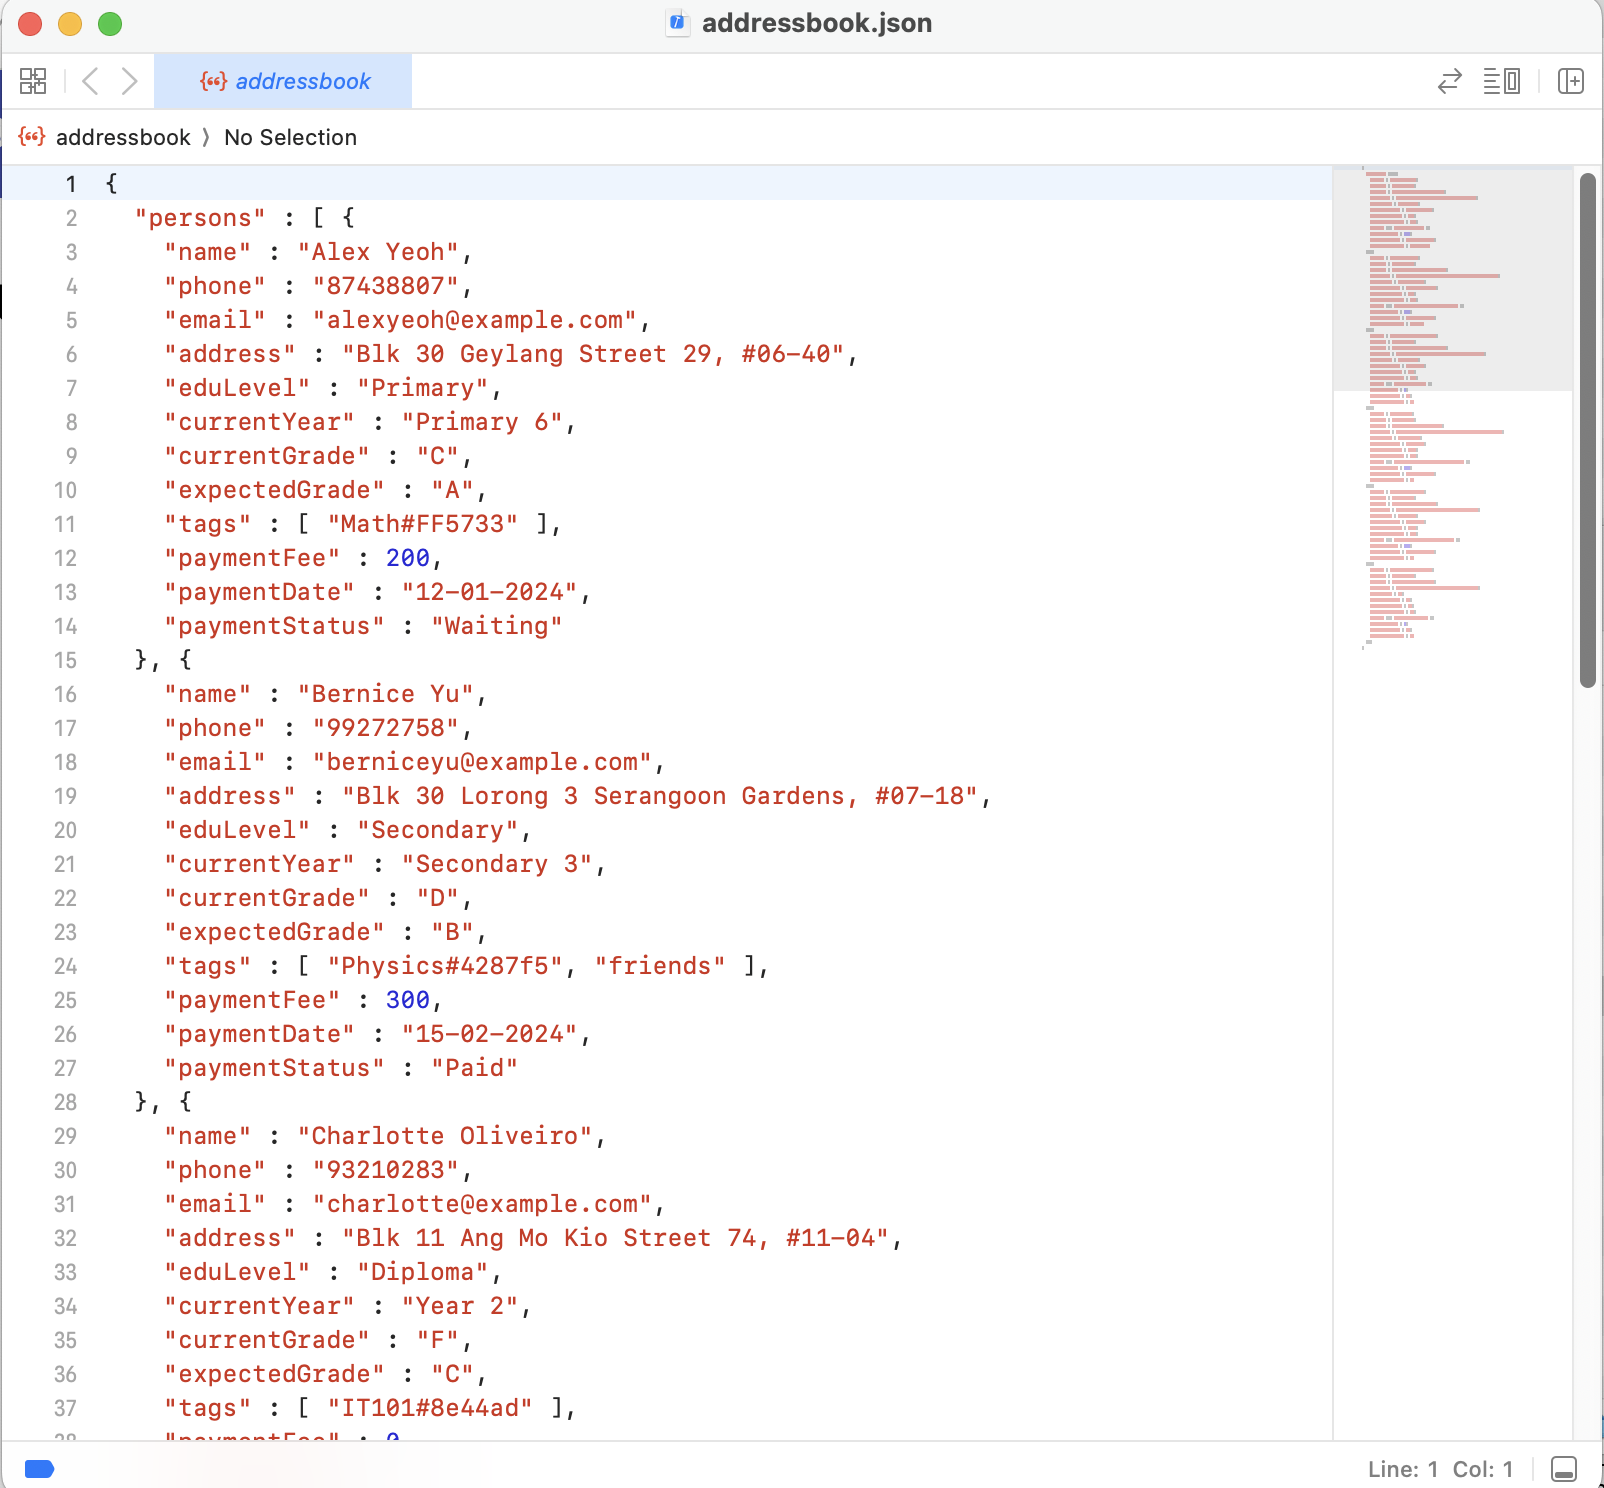 addressbook.json
addressbook
addressbook 〉 No Selection
1 {
2 "persons" : [ {
3 "name" : "Alex Yeoh",
4 "phone" : "87438807",
5 "email" : "alexyeoh@example.com",
6 "address" : "Blk 30 Geylang Street 29, #06-40",
7 "eduLevel" : "Primary",
8 "currentYear" : "Primary 6",
9 "currentGrade" : "C",
10 "expectedGrade" : "A",
11 "tags" : [ "Math#FF5733" ],
12 "paymentFee" : 200,
13 "paymentDate" : "12-01-2024",
14 "paymentStatus" : "Waiting"
15 }, {
16 "name" : "Bernice Yu",
17 "phone" : "99272758",
18 "email" : "berniceyu@example.com",
19 "address" : "Blk 30 Lorong 3 Serangoon Gardens, #07-18",
20 "eduLevel" : "Secondary",
21 "currentYear" : "Secondary 3",
22 "currentGrade" : "D",
23 "expectedGrade" : "B",
24 "tags" : [ "Physics#4287f5", "friends" ],
25 "paymentFee" : 300,
26 "paymentDate" : "15-02-2024",
27 "paymentStatus" : "Paid"
28 }, {
29 "name" : "Charlotte Oliveiro",
30 "phone" : "93210283",
31 "email" : "charlotte@example.com",
32 "address" : "Blk 11 Ang Mo Kio Street 74, #11-04",
33 "eduLevel" : "Diploma",
34 "currentYear" : "Year 2",
35 "currentGrade" : "F",
36 "expectedGrade" : "C",
37 "tags" : [ "IT101#8e44ad" ],
38 "paymentFee" : 0
Line: 1 Col: 1